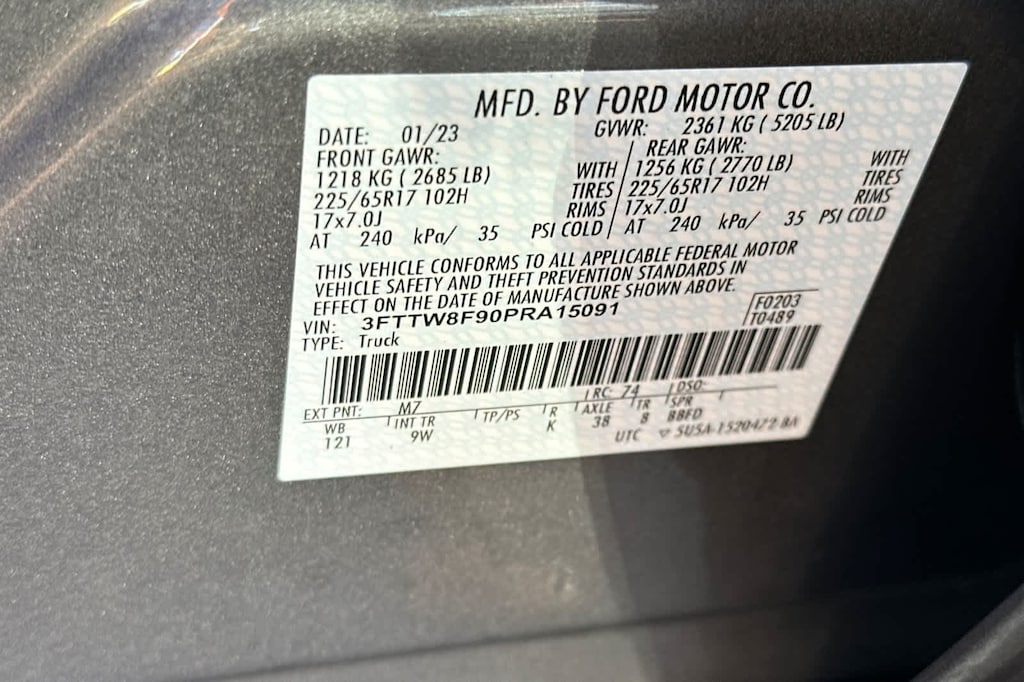 MFD. BY FORD MOTOR CO.
DATE: 01/23 GVWR: 2361 KG ( 5205 LB)
FRONT GAWR: REAR GAWR:
1218 KG ( 2685 LB) WITH 1256 KG ( 2770 LB) WITH
225/65R17 102H TIRES 225/65R17 102H TIRES
17x7.0J RIMS 17x7.0J RIMS
AT 240 kPa/ 35 PSI COLD AT 240 kPa/ 35 PSI COLD
THIS VEHICLE CONFORMS TO ALL APPLICABLE FEDERAL MOTOR
VEHICLE SAFETY AND THEFT PREVENTION STANDARDS IN
EFFECT ON THE DATE OF MANUFACTURE SHOWN ABOVE.
VIN: 3FTTW8F90PRA15091 F0203
TYPE: Truck T0489
EXT PNT: M7 RC: 74 DSO:
WB INT TR TP/PS R AXLE TR SPR
121 9W K 38 8 BBFD
UTC